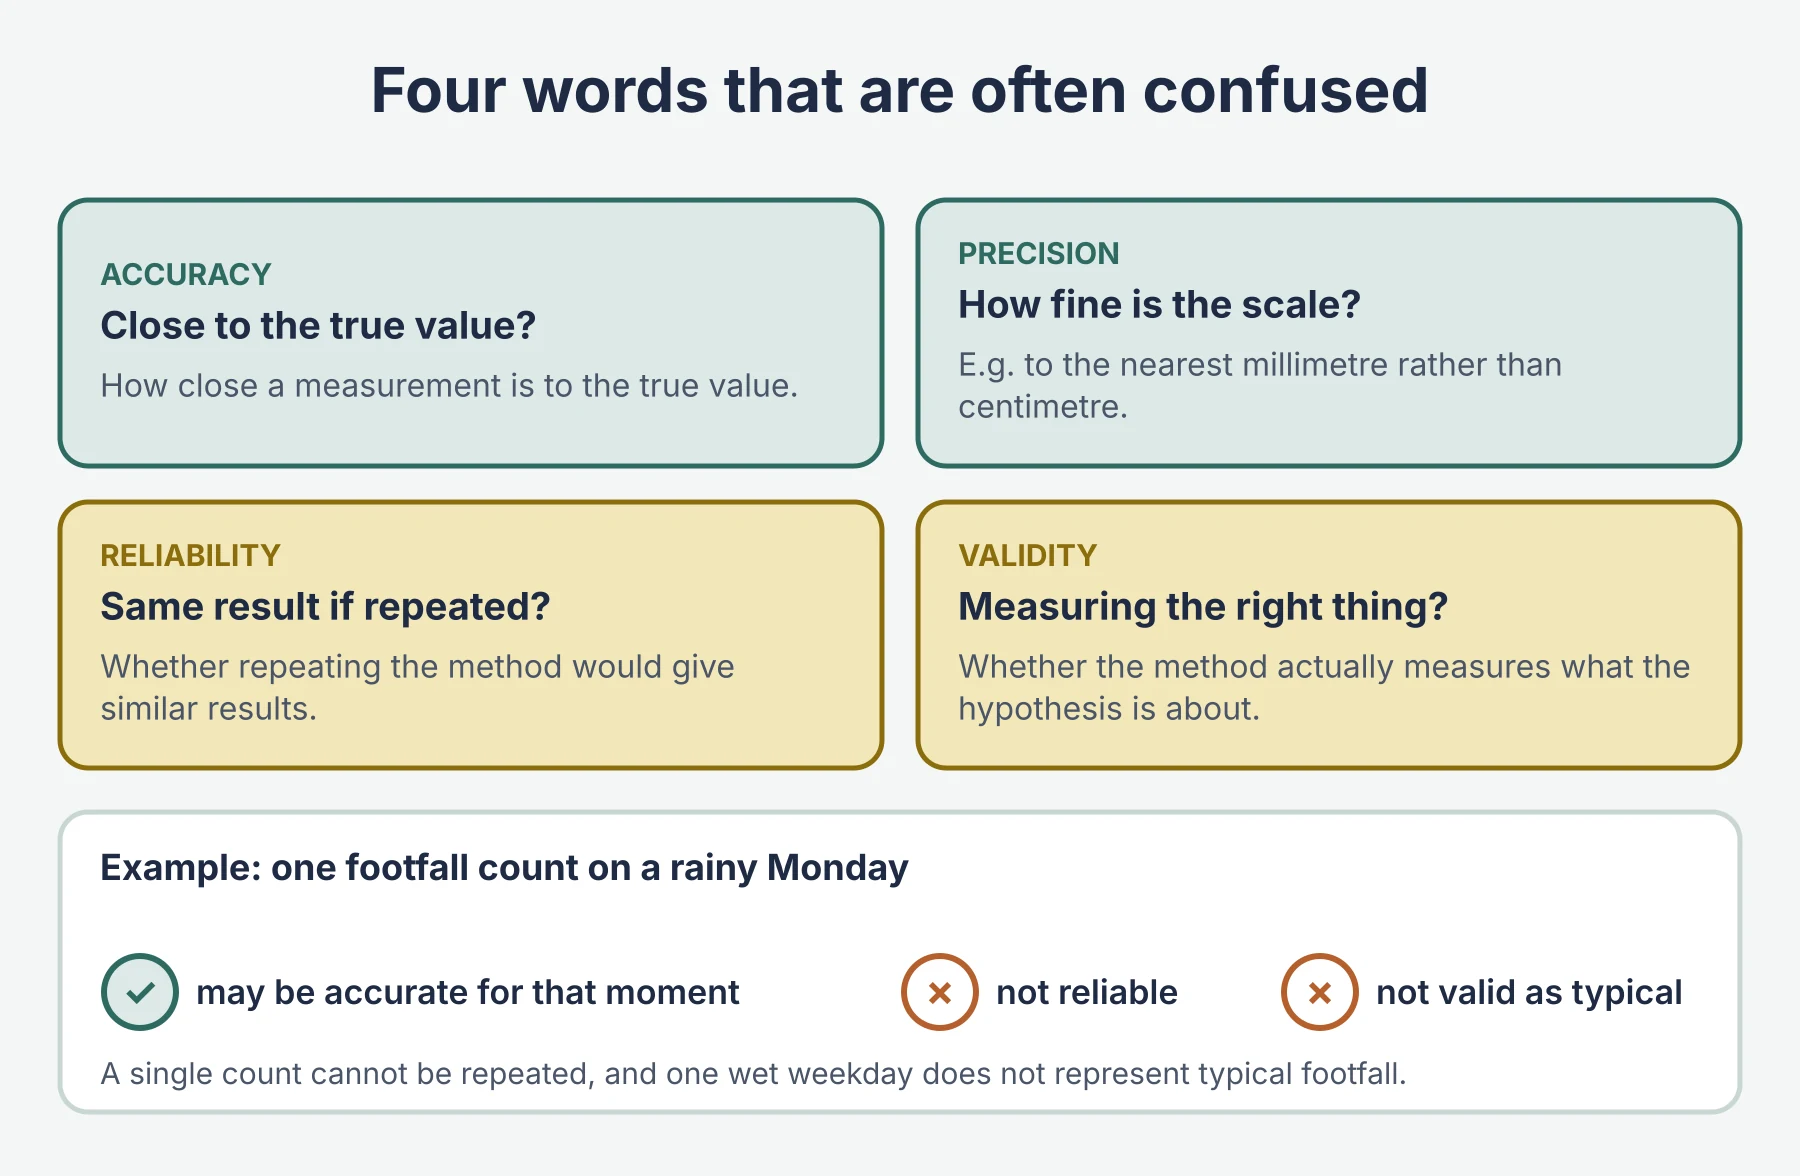 Four words that are often confused
ACCURACY
Close to the true value?
How close a measurement is to the true value.
PRECISION
How fine is the scale?
E.g. to the nearest millimetre rather than
centimetre.
RELIABILITY
Same result if repeated?
Whether repeating the method would give
similar results.
VALIDITY
Measuring the right thing?
Whether the method actually measures what the
hypothesis is about.
Example: one footfall count on a rainy Monday
may be accurate for that moment
not reliable
not valid as typical
A single count cannot be repeated, and one wet weekday does not represent typical footfall.